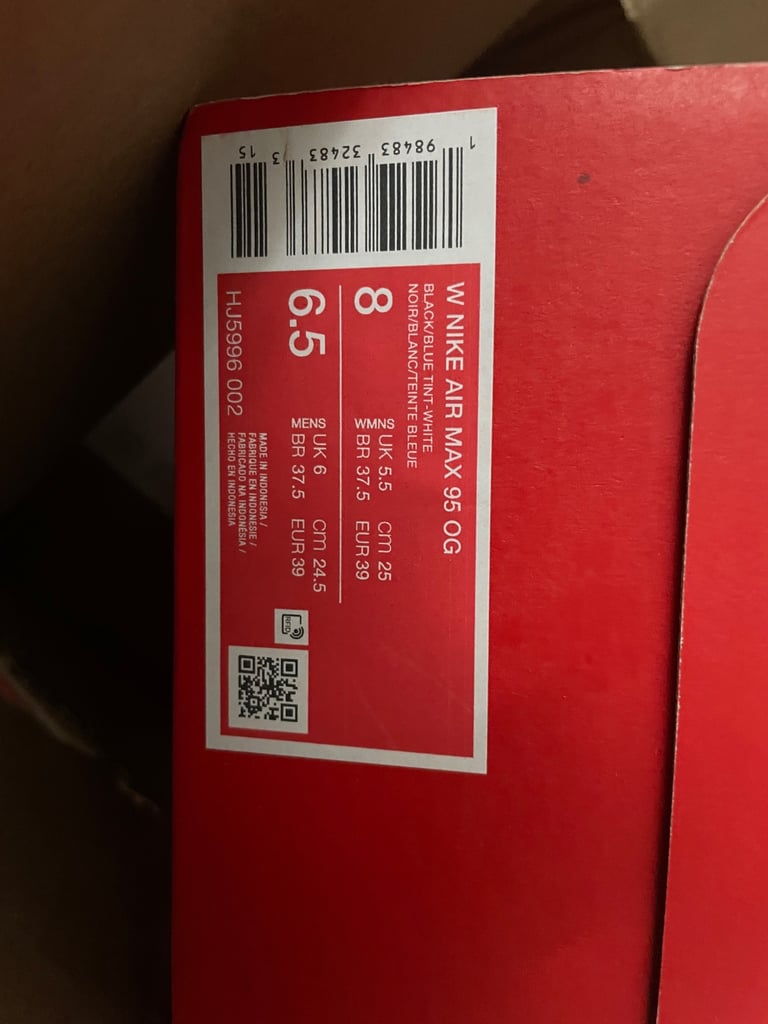 W NIKE AIR MAX 95 OG
BLACK/BLUE TINT-WHITE
NOIR/BLANC/TEINTE BLEUE
8
WMNS UK 5.5 cm 25
BR 37.5 EUR 39
6.5
MENS UK 6 cm 24.5
BR 37.5 EUR 39
HJ5996 002
MADE IN INDONESIA /
FABRIQUE EN INDONESIE /
FABRICADO NA INDONÉSIA /
HECHO EN INDONESIA
RFID
1 98483 32483 3 15